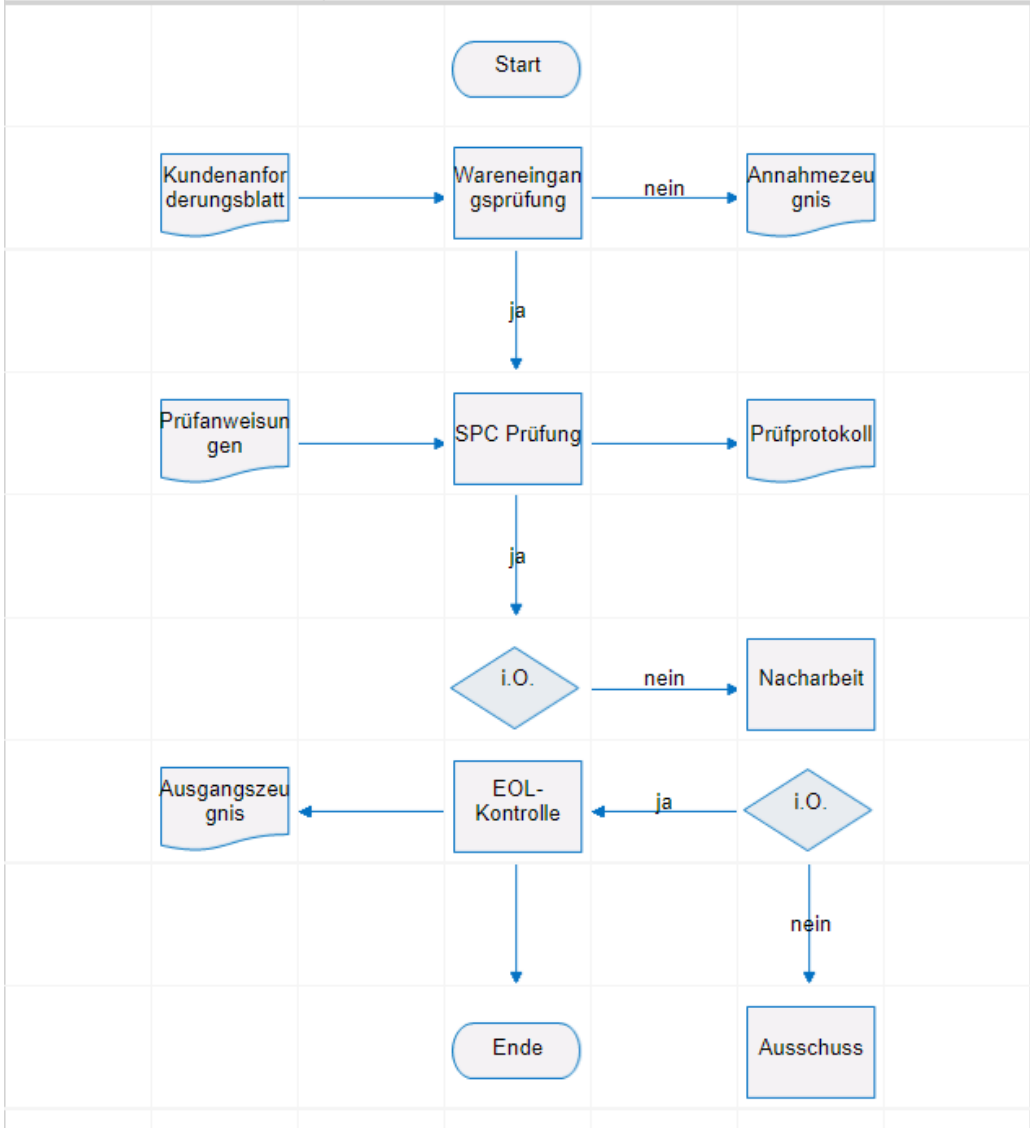 Start
Kundenanfor
derungsblatt
Wareneingan
gsprüfung
nein
Annahmezeu
gnis
ja
Prüfanweisun
gen
SPC Prüfung
Prüfprotokoll
ja
i.O.
nein
Nacharbeit
Ausgangszeu
gnis
EOL-
Kontrolle
ja
i.O.
nein
Ende
Ausschuss